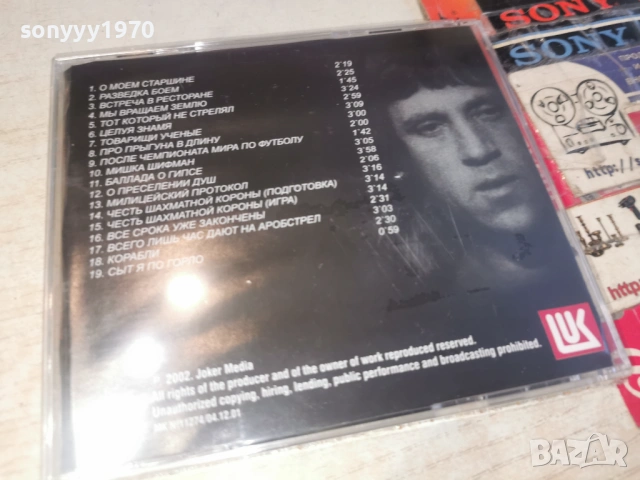 sonyyy1970
SONY
SONY
1. О МОЕМ СТАРШИНЕ 2`19
2. РАЗВЕДКА БОЕМ 2`25
3. ВСТРЕЧА В РЕСТОРАНЕ 1`45
4. МЫ ВРАЩАЕМ ЗЕМЛЮ 3`24
5. ТОТ КОТОРЫЙ НЕ СТРЕЛЯЛ 2`59
6. ЦЕЛУЯ ЗНАМЯ 3`09
7. ТОВАРИЩИ УЧЕНЫЕ 3`00
8. ПРО ПРЫГУНА В ДЛИНУ 2`00
9. ПОСЛЕ ЧЕМПИОНАТА МИРА ПО ФУТБОЛУ 1`42
10. МИШКА ШИФМАН 3`05
11. БАЛЛАДА О ГИПСЕ 3`58
12. О ПРЕСЕЛЕНИИ ДУШ 2`06
13. МИЛИЦЕЙСКИЙ ПРОТОКОЛ 3`16
14. ЧЕСТЬ ШАХМАТНОЙ КОРОНЫ (ПОДГОТОВКА) 3`14
15. ЧЕСТЬ ШАХМАТНОЙ КОРОНЫ (ИГРА) 3`14
16. ВСЕ СРОКА УЖЕ ЗАКОНЧЕНЫ 2`31
17. ВСЕГО ЛИШЬ ЧАС ДАЮТ НА АРОБСТРЕЛ 3`03
18. КОРАБЛИ 2`30
19. СЫТ Я ПО ГОРЛО 0`59
LUK
P. 2002. Joker Media
All rights of the producer and of the owner of work reproduced reserved.
Unauthorized copying, hiring, lending, public performance and broadcasting prohibited.
http:/
http:
BAZAR